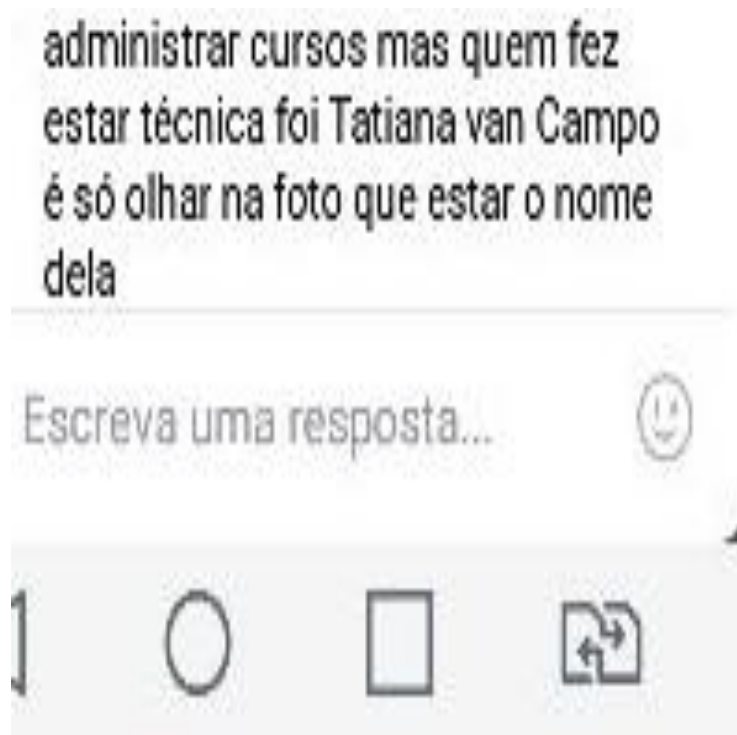 administrar cursos mas quem fez
estar técnica foi Tatiana van Campo
é só olhar na foto que estar o nome
dela
Escreva uma resposta...